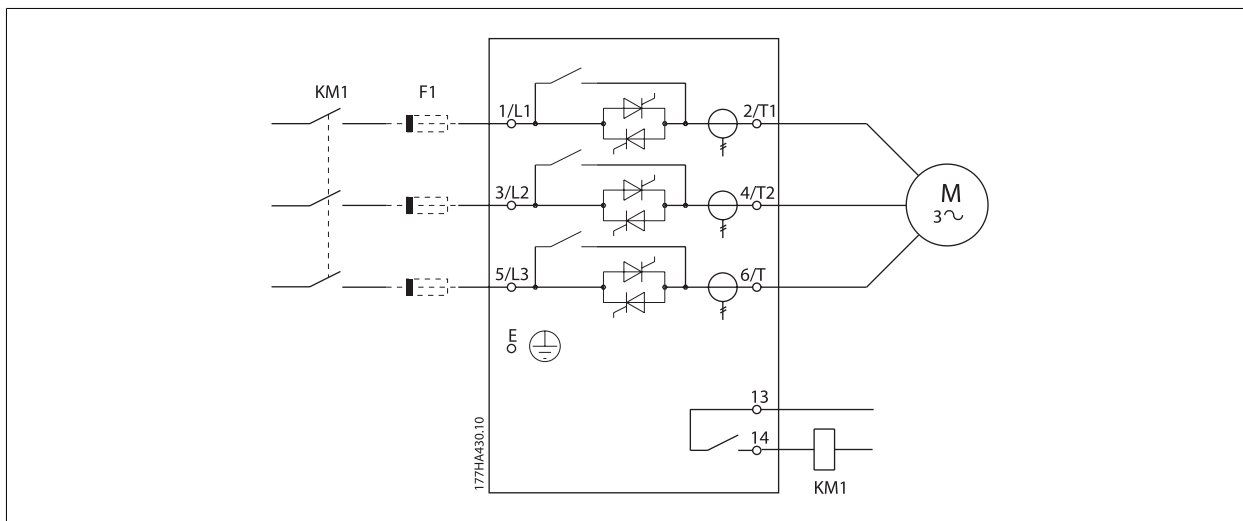 KM1
F1
1/L1
2/T1
3/L2
4/T2
M
3
5/L3
6/T
E
13
14
KM1
177HA430.10